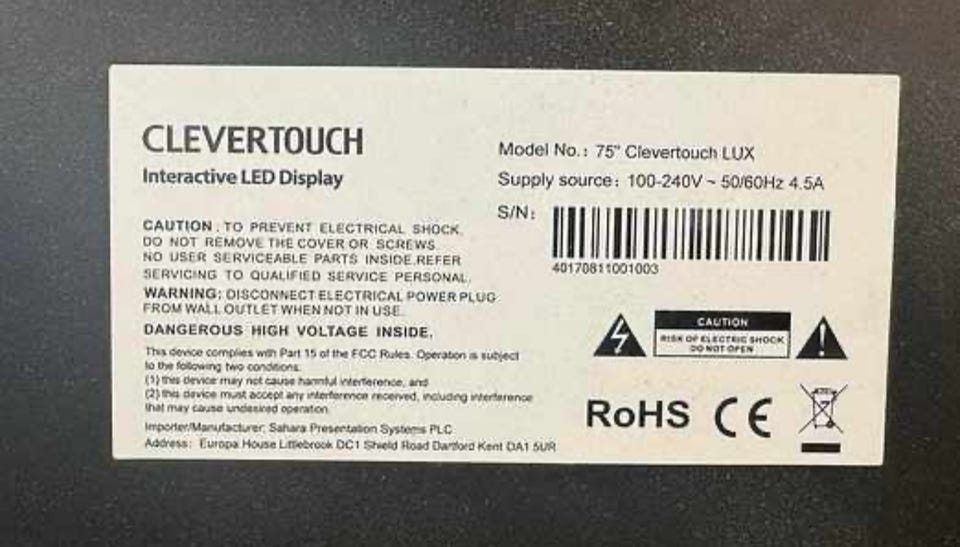 CLEVERTOUCH
Interactive LED Display
CAUTION . TO PREVENT ELECTRICAL SHOCK,
DO NOT REMOVE THE COVER OR SCREWS.
NO USER SERVICEABLE PARTS INSIDE.REFER
SERVICING TO QUALIFIED SERVICE PERSONAL.
WARNING: DISCONNECT ELECTRICAL POWER PLUG
FROM WALL OUTLET WHEN NOT IN USE.
DANGEROUS HIGH VOLTAGE INSIDE.
This device complies with Part 15 of the FCC Rules. Operation is subject
to the following two conditions:
(1) this device may not cause harmful interference, and
(2) this device must accept any interference received, including interference
that may cause undesired operation.
Importer/Manufacturer: Sahara Presentation Systems PLC
Address: Europa House Littlebrook DC1 Shield Road Dartford Kent DA1 5UR
Model No.: 75" Clevertouch LUX
Supply source: 100-240V ~ 50/60Hz 4.5A
S/N:
40170811001003
CAUTION
RISK OF ELECTRIC SHOCK
DO NOT OPEN
RoHS CE